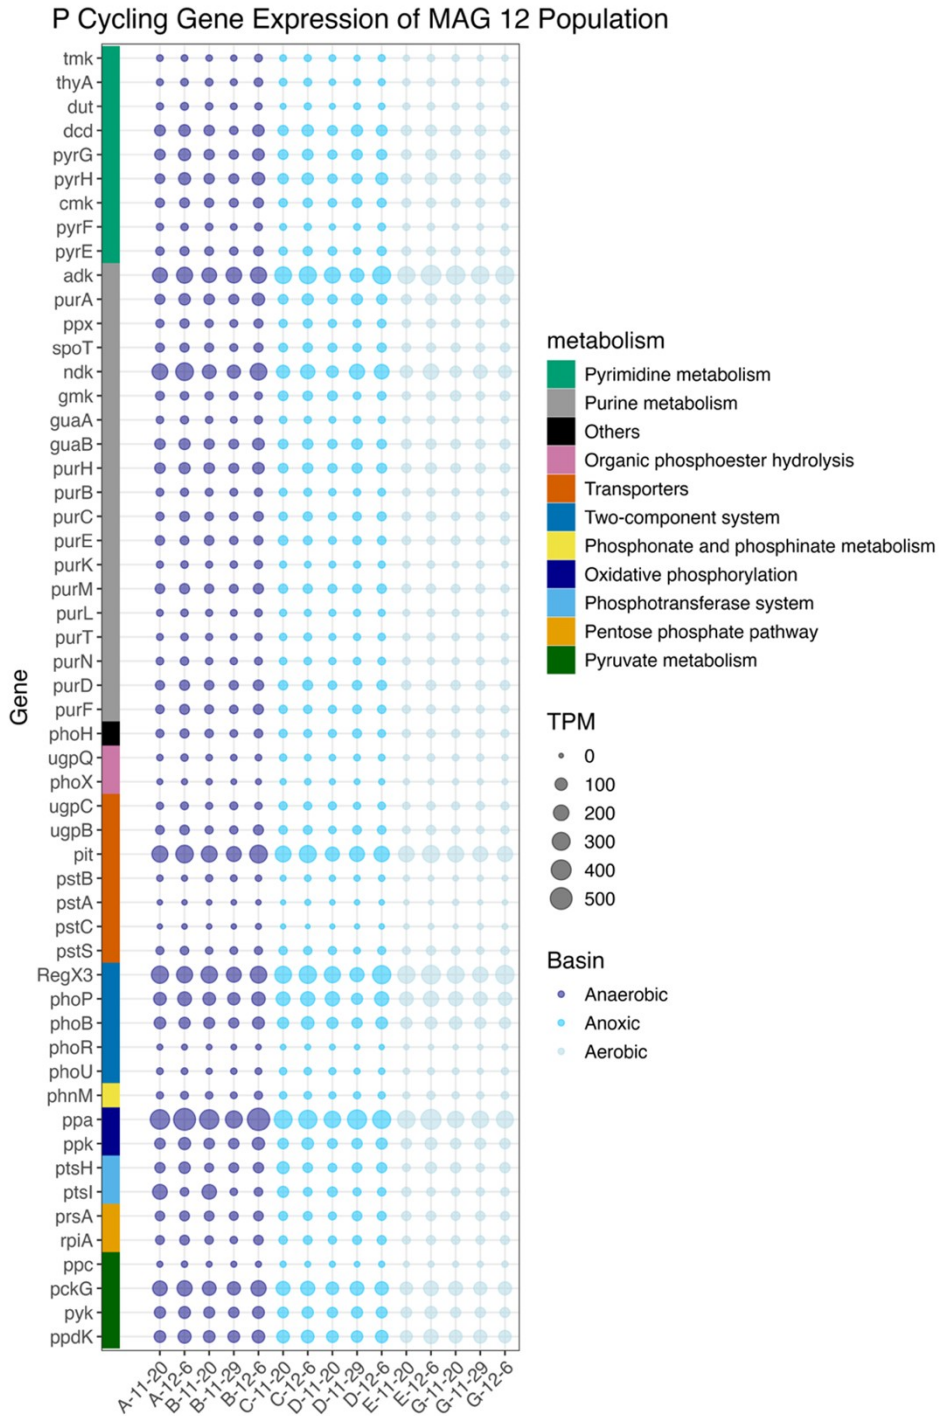 P Cycling Gene Expression of MAG 12 Population
Gene
tmk
thyA
dut
dcd
pyrG
pyrH
cmk
pyrF
pyrE
adk
purA
ppx
spoT
ndk
gmk
guaA
guaB
purH
purB
purC
purE
purK
purM
purL
purT
purN
purD
purF
phoH
ugpQ
phoX
ugpC
ugpB
pit
pstB
pstA
pstC
pstS
RegX3
phoP
phoB
phoR
phoU
phnM
ppa
ppk
ptsH
ptsI
prsA
rpiA
ppc
pckG
pyk
ppdK
A-11-20
A-12-6
B-11-20
B-11-29
B-12-6
C-11-20
C-12-6
D-11-20
D-11-29
D-12-6
E-11-20
E-12-6
G-11-20
G-11-29
G-12-6
metabolism
Pyrimidine metabolism
Purine metabolism
Others
Organic phosphoester hydrolysis
Transporters
Two-component system
Phosphonate and phosphinate metabolism
Oxidative phosphorylation
Phosphotransferase system
Pentose phosphate pathway
Pyruvate metabolism
TPM
0
100
200
300
400
500
Basin
Anaerobic
Anoxic
Aerobic